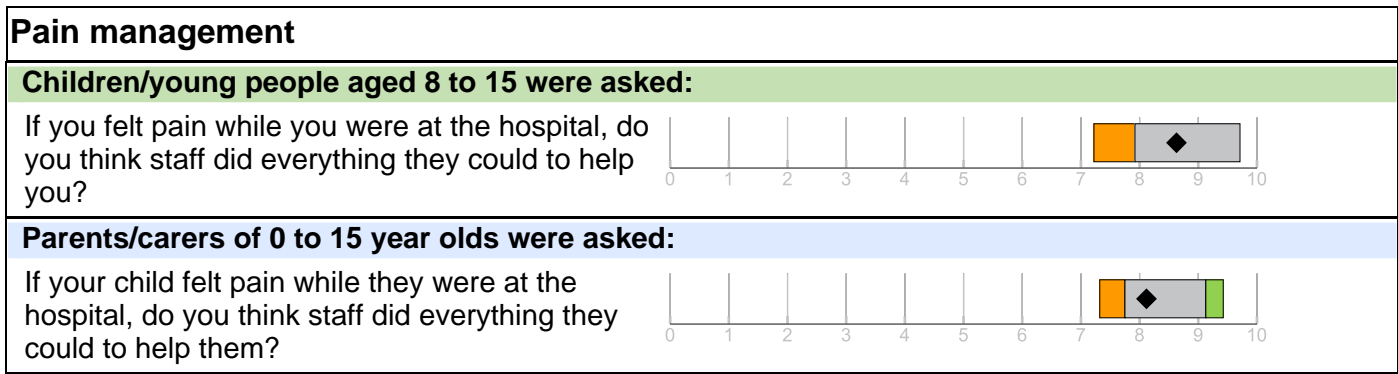 Pain management
Children/young people aged 8 to 15 were asked:
If you felt pain while you were at the hospital, do
you think staff did everything they could to help
you?
0 1 2 3 4 5 6 7 8 9 10
Parents/carers of 0 to 15 year olds were asked:
If your child felt pain while they were at the
hospital, do you think staff did everything they
could to help them?
0 1 2 3 4 5 6 7 8 9 10